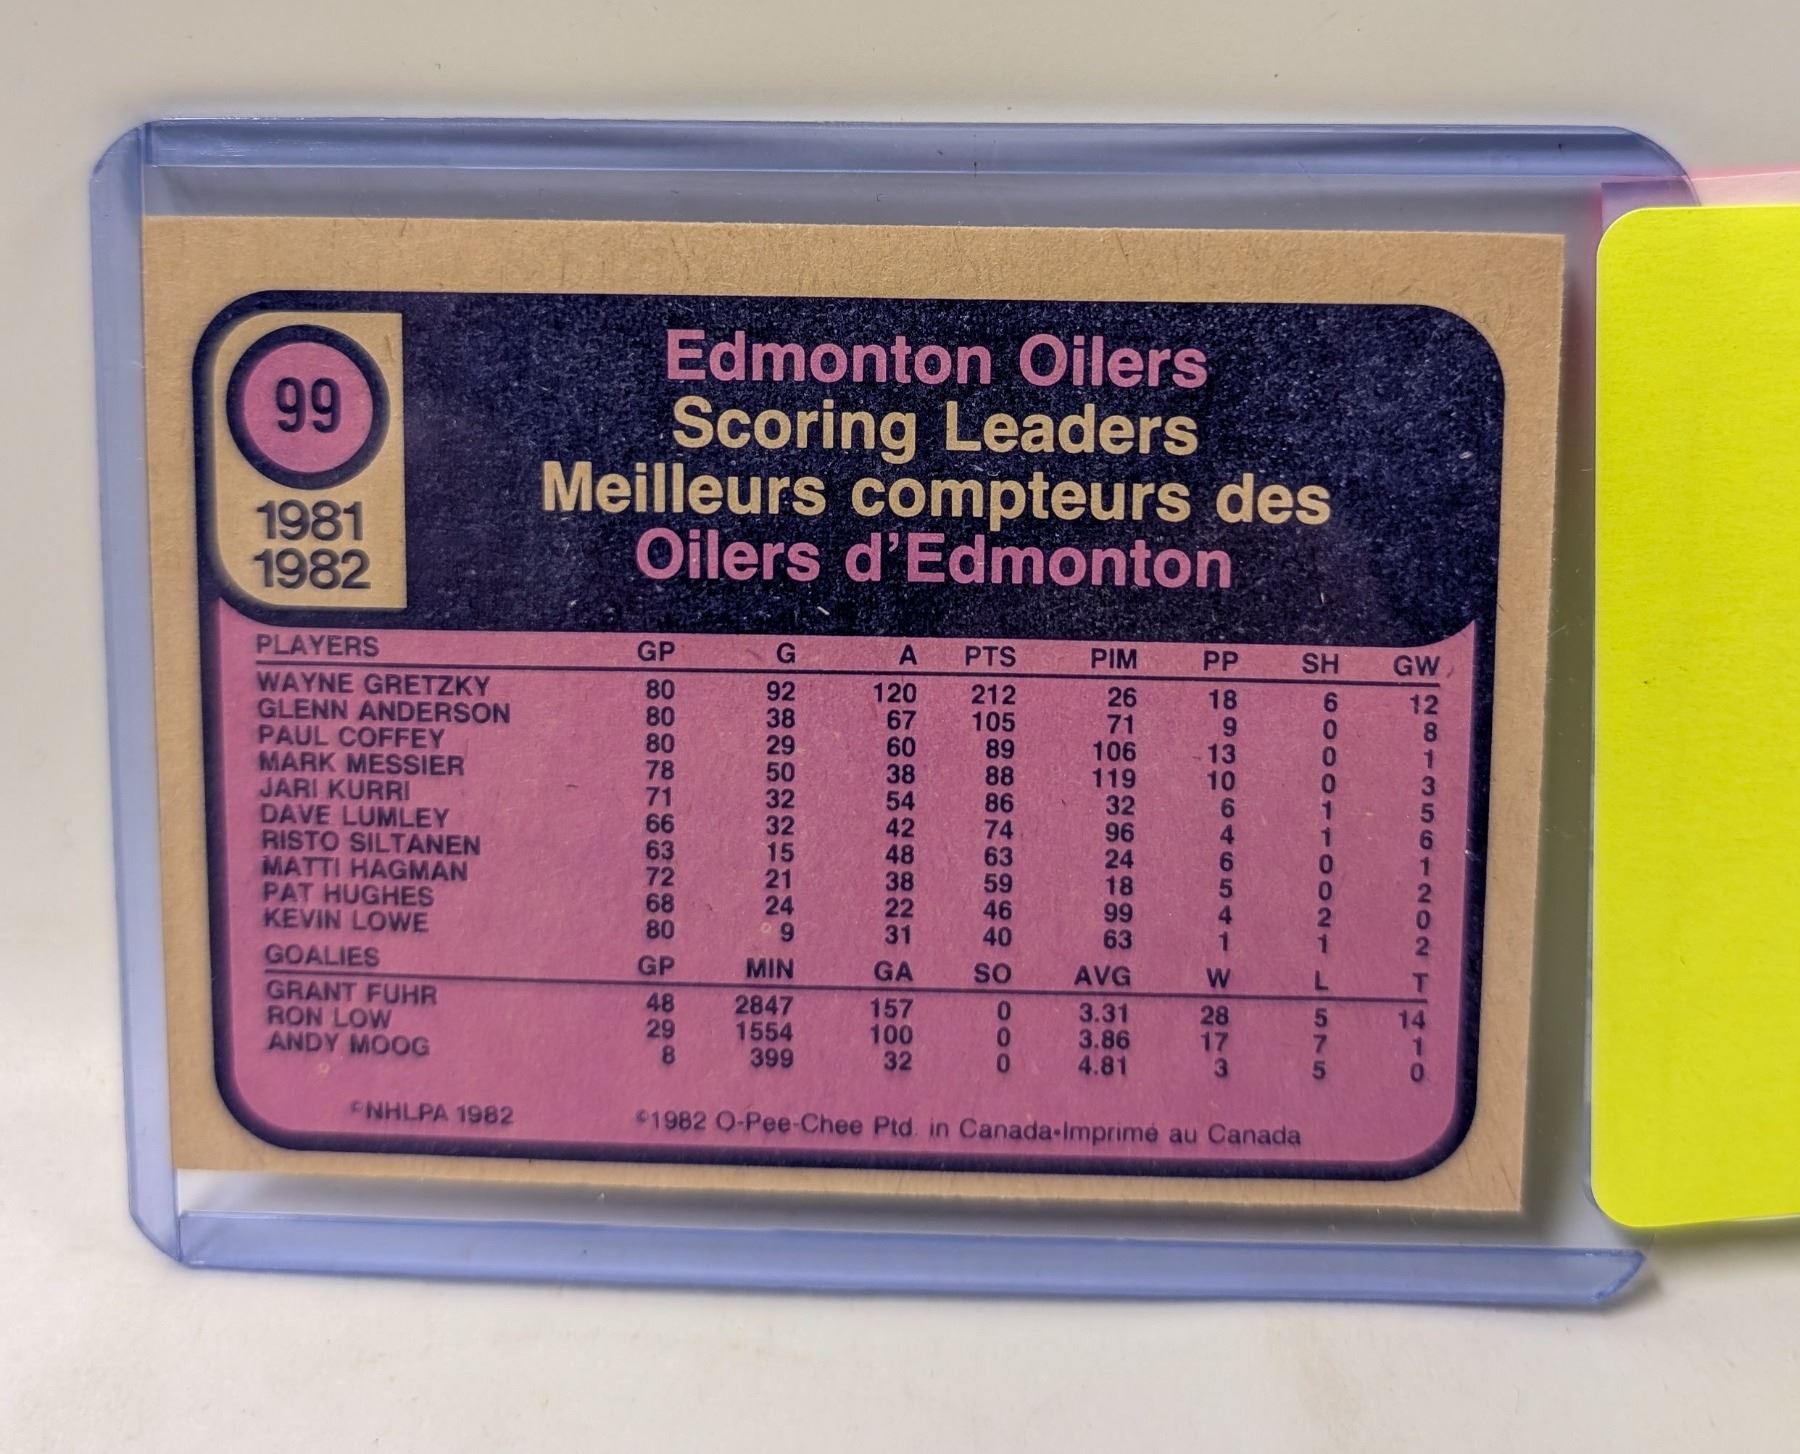 99
1981
1982
Edmonton Oilers
Scoring Leaders
Meilleurs compteurs des
Oilers d'Edmonton
PLAYERS GP G A PTS PIM PP SH GW
WAYNE GRETZKY 80 92 120 212 26 18 6 12
GLENN ANDERSON 80 38 67 105 71 9 0 8
PAUL COFFEY 80 29 60 89 106 13 0 1
MARK MESSIER 78 50 38 88 119 10 0 3
JARI KURRI 71 32 54 86 32 6 1 5
DAVE LUMLEY 66 32 42 74 96 4 1 6
RISTO SILTANEN 63 15 48 63 24 6 0 1
MATTI HAGMAN 72 21 38 59 18 5 0 2
PAT HUGHES 68 24 22 46 99 4 2 0
KEVIN LOWE 80 9 31 40 63 1 1 2
GOALIES GP MIN GA SO AVG W L T
GRANT FUHR 48 2847 157 0 3.31 28 5 14
RON LOW 29 1554 100 0 3.86 17 7 1
ANDY MOOG 8 399 32 0 4.81 3 5 0
©NHLPA 1982 ©1982 O-Pee-Chee Ptd. in Canada•Imprimé au Canada